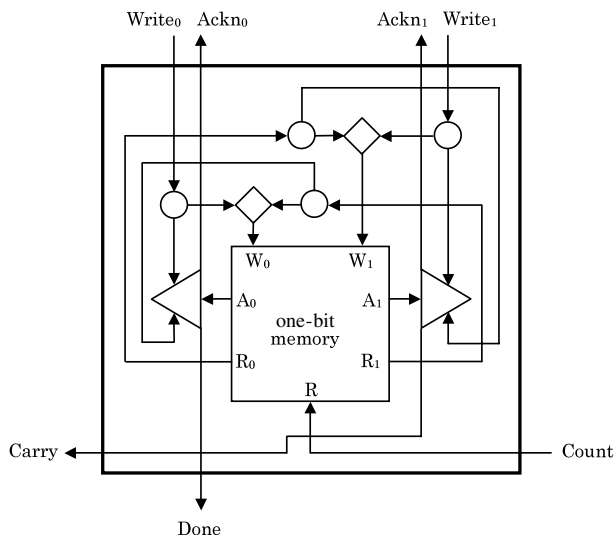 Write₀ Ackn₀ Ackn₁ Write₁
W₀ W₁
A₀ A₁
one-bit
memory
R₀ R₁
R
Carry Count
Done